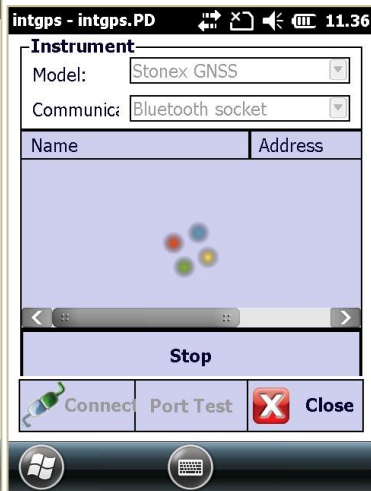 intgps - intgps.PD 11.36
Instrument
Model: Stonex GNSS
Communica Bluetooth socket
Name Address
Stop
Connect Port Test Close